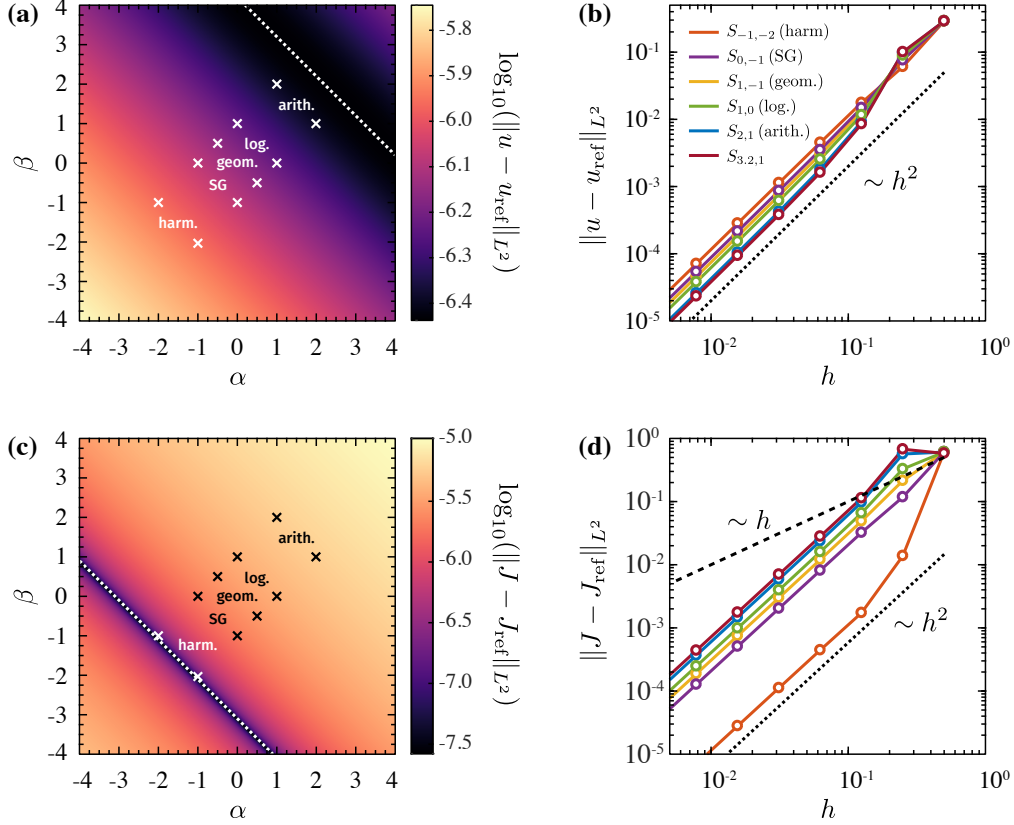 (a)
4
3
2
1
0
-1
-2
-3
-4
β
-4 -3 -2 -1 0 1 2 3 4
α
arith.
log.
geom.
SG
harm.
-5.8
-5.9
-6.0
-6.1
-6.2
-6.3
-6.4
log₁₀(||u − u_ref||_{L²})
(b)
10⁻¹
10⁻²
10⁻³
10⁻⁴
10⁻⁵
||u − u_ref||_{L²}
S₋₁,₋₂ (harm)
S₀,₋₁ (SG)
S₁,₋₁ (geom.)
S₁,₀ (log.)
S₂,₁ (arith.)
S₃.₂,₁
∼ h²
10⁻² 10⁻¹ 10⁰
h
(c)
4
3
2
1
0
-1
-2
-3
-4
β
-4 -3 -2 -1 0 1 2 3 4
α
arith.
log.
geom.
SG
harm.
-5.0
-5.5
-6.0
-6.5
-7.0
-7.5
log₁₀(||J − J_ref||_{L²})
(d)
10⁰
10⁻¹
10⁻²
10⁻³
10⁻⁴
10⁻⁵
||J − J_ref||_{L²}
∼ h
∼ h²
10⁻² 10⁻¹ 10⁰
h